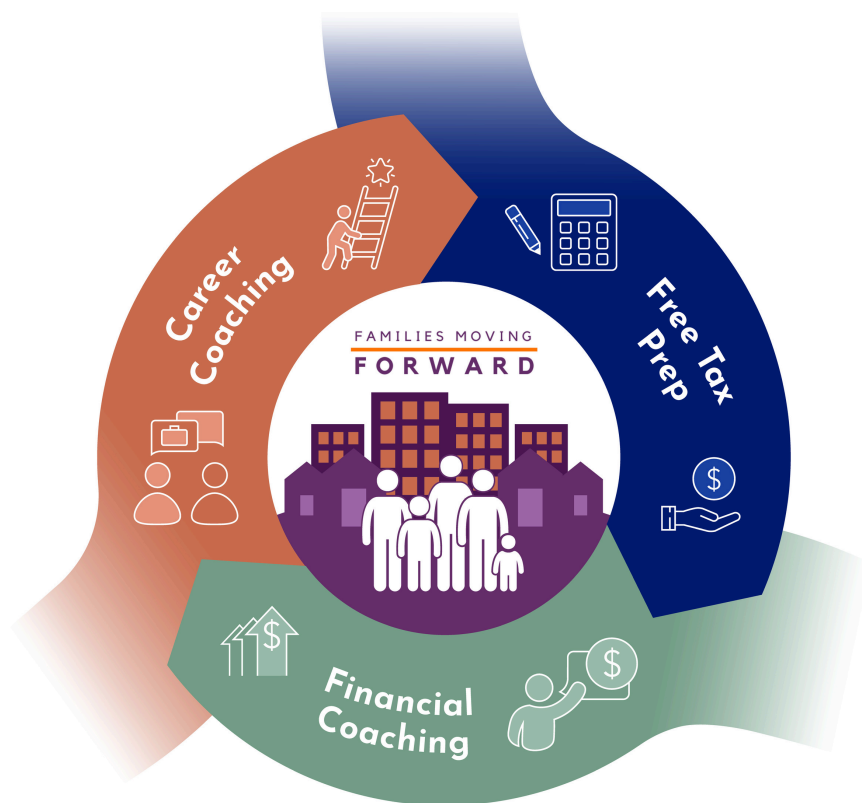 FAMILIES MOVING
FORWARD
Career
Coaching
Free Tax
Prep
$
$
Financial
Coaching
$